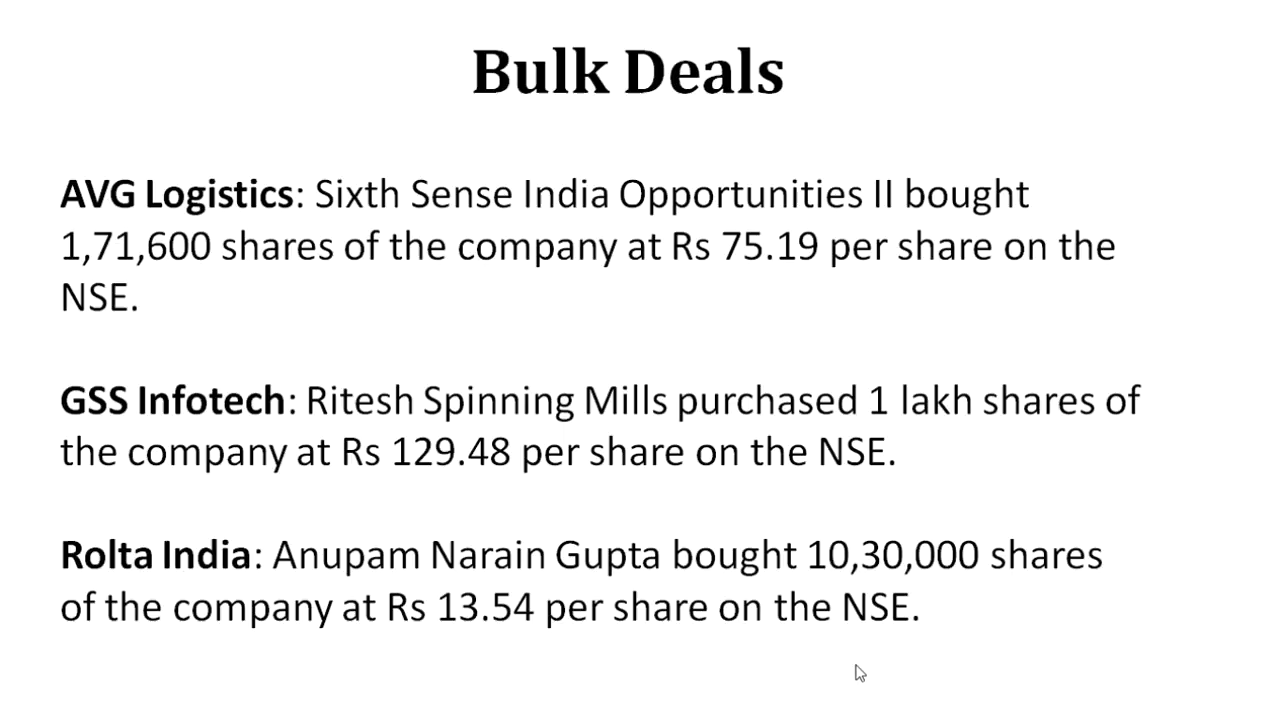 Bulk Deals
AVG Logistics: Sixth Sense India Opportunities II bought
1,71,600 shares of the company at Rs 75.19 per share on the
NSE.
GSS Infotech: Ritesh Spinning Mills purchased 1 lakh shares of
the company at Rs 129.48 per share on the NSE.
Rolta India: Anupam Narain Gupta bought 10,30,000 shares
of the company at Rs 13.54 per share on the NSE.